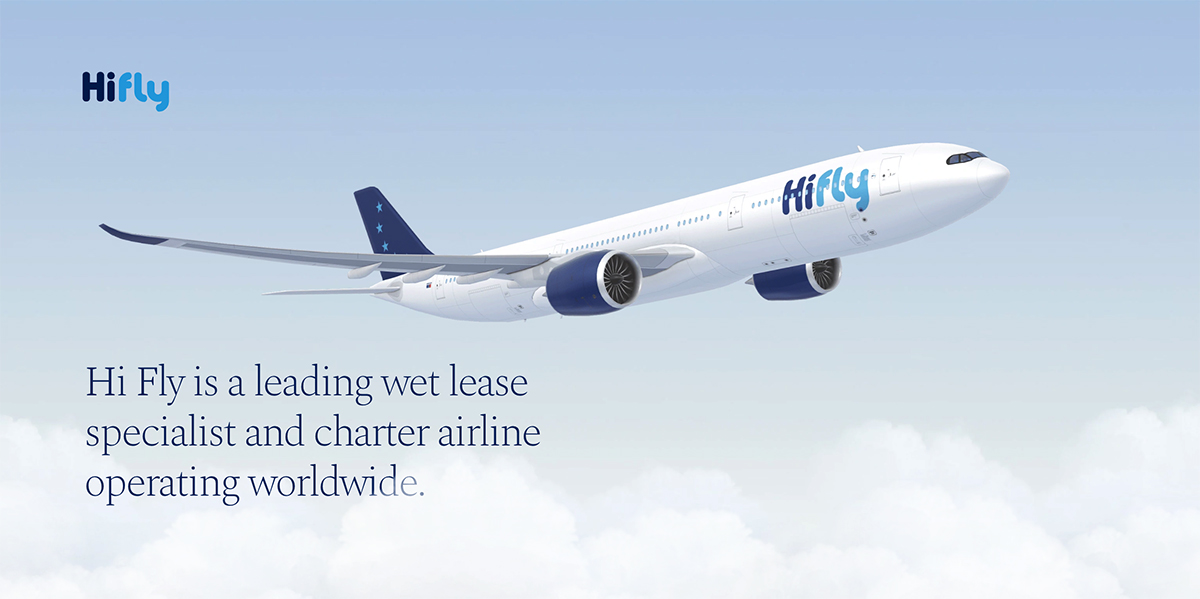 Hifly
Hifly
Hi Fly is a leading wet lease
specialist and charter airline
operating worldwide.